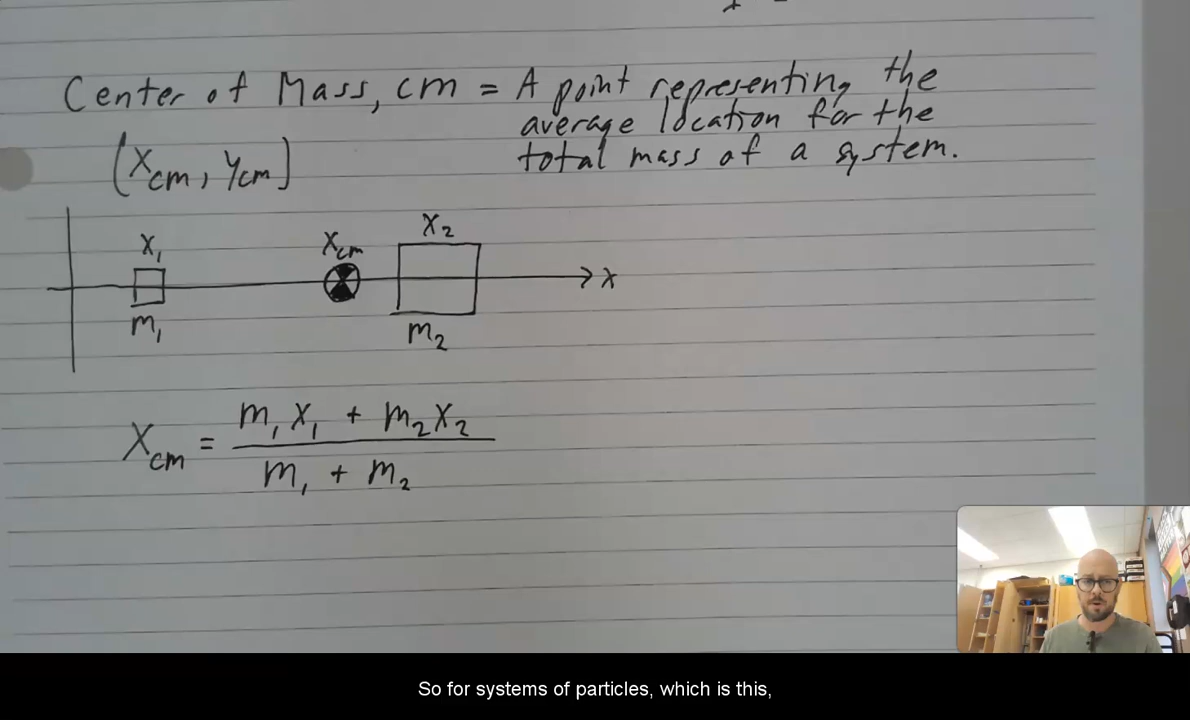 Center of Mass, cm = A point representing the
average location for the
total mass of a system.
(Xcm, ycm)
X₁ Xcm X₂
x
m₁ m₂
Xcm = (m₁X₁ + m₂X₂) / (m₁ + m₂)
So for systems of particles, which is this,